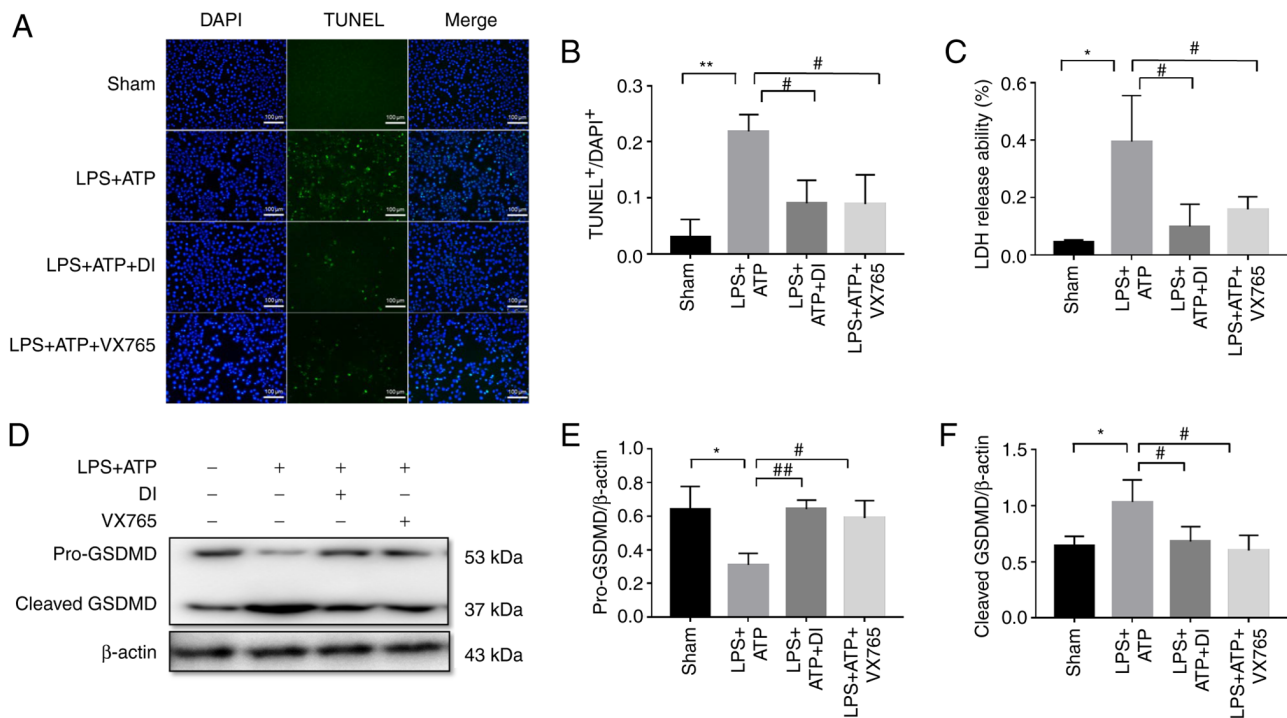 A
DAPI TUNEL Merge
Sham
100 µm 100 µm 100 µm
LPS+ATP
100 µm 100 µm 100 µm
LPS+ATP+DI
100 µm 100 µm 100 µm
LPS+ATP+VX765
100 µm 100 µm 100 µm
B
** # #
TUNEL⁺/DAPI⁺
0.3
0.2
0.1
0.0
Sham
LPS+
ATP
LPS+
ATP+DI
LPS+ATP+
VX765
C
* # #
LDH release ability (%)
0.6
0.4
0.2
0.0
Sham
LPS+
ATP
LPS+
ATP+DI
LPS+ATP+
VX765
D
LPS+ATP – + + +
DI – – + –
VX765 – – – +
Pro-GSDMD 53 kDa
Cleaved GSDMD 37 kDa
β-actin 43 kDa
E
* ## #
Pro-GSDMD/β-actin
1.0
0.8
0.6
0.4
0.2
0.0
Sham
LPS+
ATP
LPS+
ATP+DI
LPS+ATP+
VX765
F
* # #
Cleaved GSDMD/β-actin
1.5
1.0
0.5
0.0
Sham
LPS+
ATP
LPS+
ATP+DI
LPS+ATP+
VX765